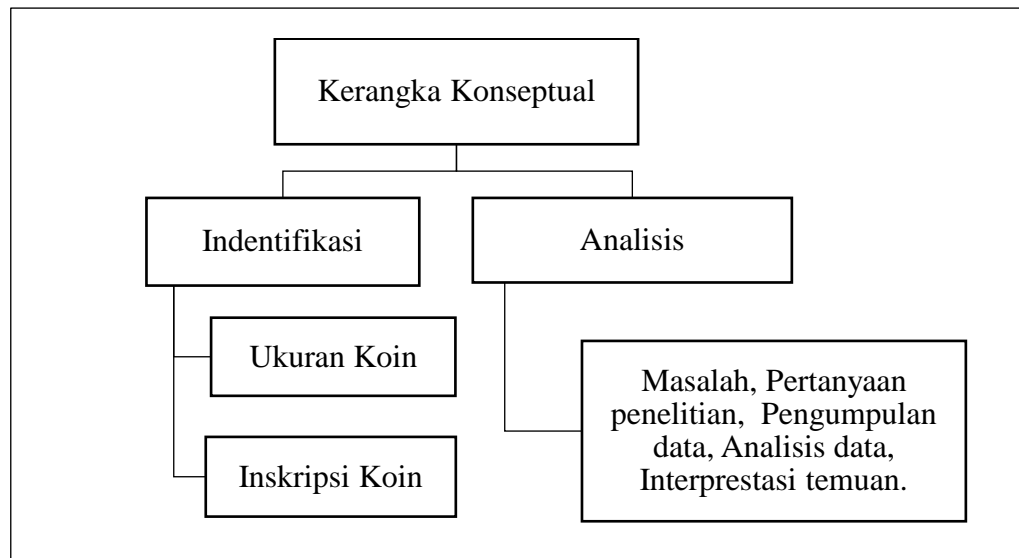 Kerangka Konseptual
Indentifikasi
Analisis
Ukuran Koin
Inskripsi Koin
Masalah, Pertanyaan
penelitian, Pengumpulan
data, Analisis data,
Interprestasi temuan.